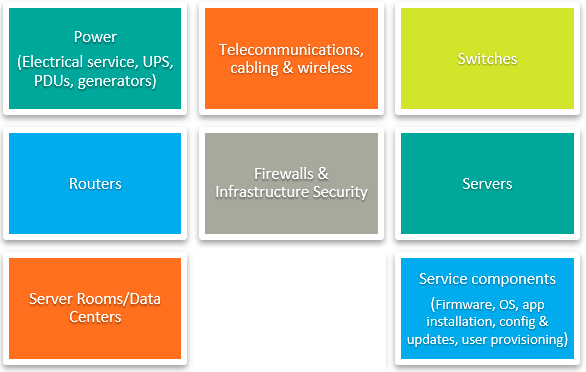 Power
(Electrical service, UPS,
PDUs, generators)
Telecommunications,
cabling & wireless
Switches
Routers
Firewalls &
Infrastructure Security
Servers
Server Rooms/Data
Centers
Service components
(Firmware, OS, app
installation, config &
updates, user provisioning)